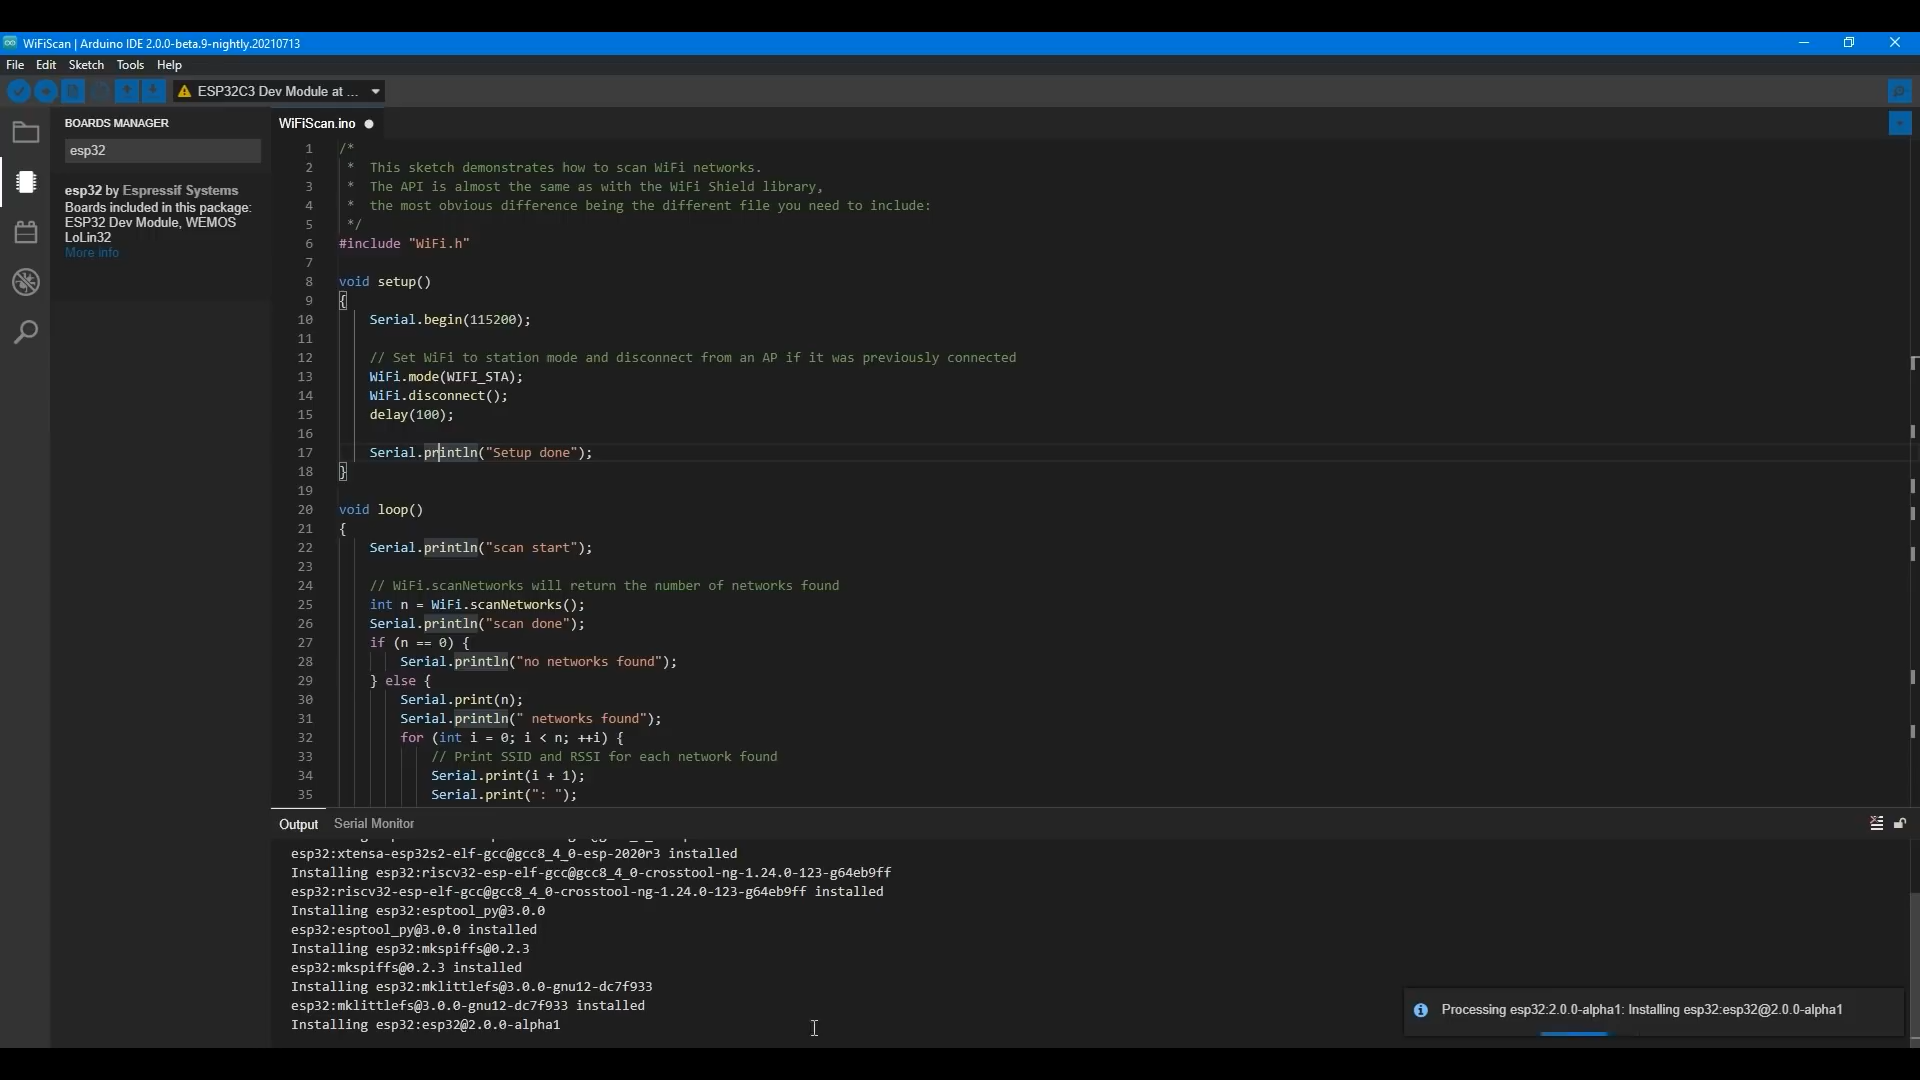 WiFiScan | Arduino IDE 2.0.0-beta.9-nightly.20210713
File Edit Sketch Tools Help
ESP32C3 Dev Module at ...
BOARDS MANAGER
esp32
esp32 by Espressif Systems
Boards included in this package:
ESP32 Dev Module, WEMOS
LoLin32
More info
WiFiScan.ino
1 /*
2  *  This sketch demonstrates how to scan WiFi networks.
3  *  The API is almost the same as with the WiFi Shield library,
4  *  the most obvious difference being the different file you need to include:
5  */
6 #include "WiFi.h"
7
8 void setup()
9 {
10     Serial.begin(115200);
11
12     // Set WiFi to station mode and disconnect from an AP if it was previously connected
13     WiFi.mode(WIFI_STA);
14     WiFi.disconnect();
15     delay(100);
16
17     Serial.println("Setup done");
18 }
19
20 void loop()
21 {
22     Serial.println("scan start");
23
24     // WiFi.scanNetworks will return the number of networks found
25     int n = WiFi.scanNetworks();
26     Serial.println("scan done");
27     if (n == 0) {
28         Serial.println("no networks found");
29     } else {
30         Serial.print(n);
31         Serial.println(" networks found");
32         for (int i = 0; i < n; ++i) {
33             // Print SSID and RSSI for each network found
34             Serial.print(i + 1);
35             Serial.print(": ");
Output Serial Monitor
esp32:xtensa-esp32s2-elf-gcc@gcc8_4_0-esp-2020r3 installed
Installing esp32:riscv32-esp-elf-gcc@gcc8_4_0-crosstool-ng-1.24.0-123-g64eb9ff
esp32:riscv32-esp-elf-gcc@gcc8_4_0-crosstool-ng-1.24.0-123-g64eb9ff installed
Installing esp32:esptool_py@3.0.0
esp32:esptool_py@3.0.0 installed
Installing esp32:mkspiffs@0.2.3
esp32:mkspiffs@0.2.3 installed
Installing esp32:mklittlefs@3.0.0-gnu12-dc7f933
esp32:mklittlefs@3.0.0-gnu12-dc7f933 installed
Installing esp32:esp32@2.0.0-alpha1
Processing esp32:2.0.0-alpha1: Installing esp32:esp32@2.0.0-alpha1